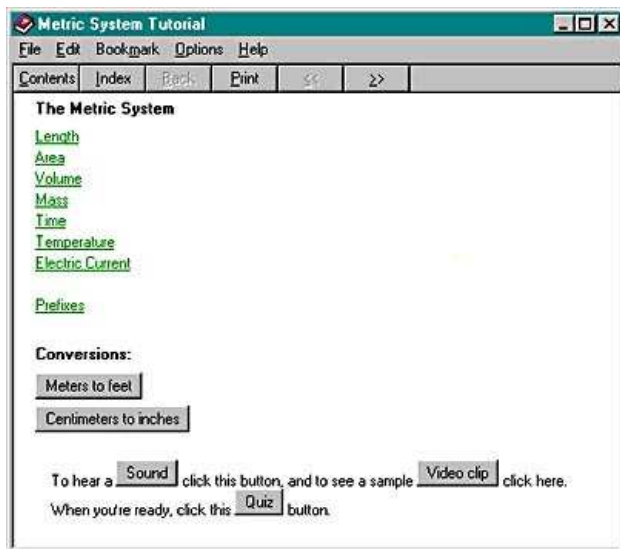 Metric System Tutorial
File Edit Bookmark Options Help
Contents Index Back Print << >>
The Metric System
Length
Area
Volume
Mass
Time
Temperature
Electric Current
Prefixes
Conversions:
Meters to feet
Centimeters to inches
To hear a Sound click this button, and to see a sample Video clip click here.
When you're ready, click this Quiz button.